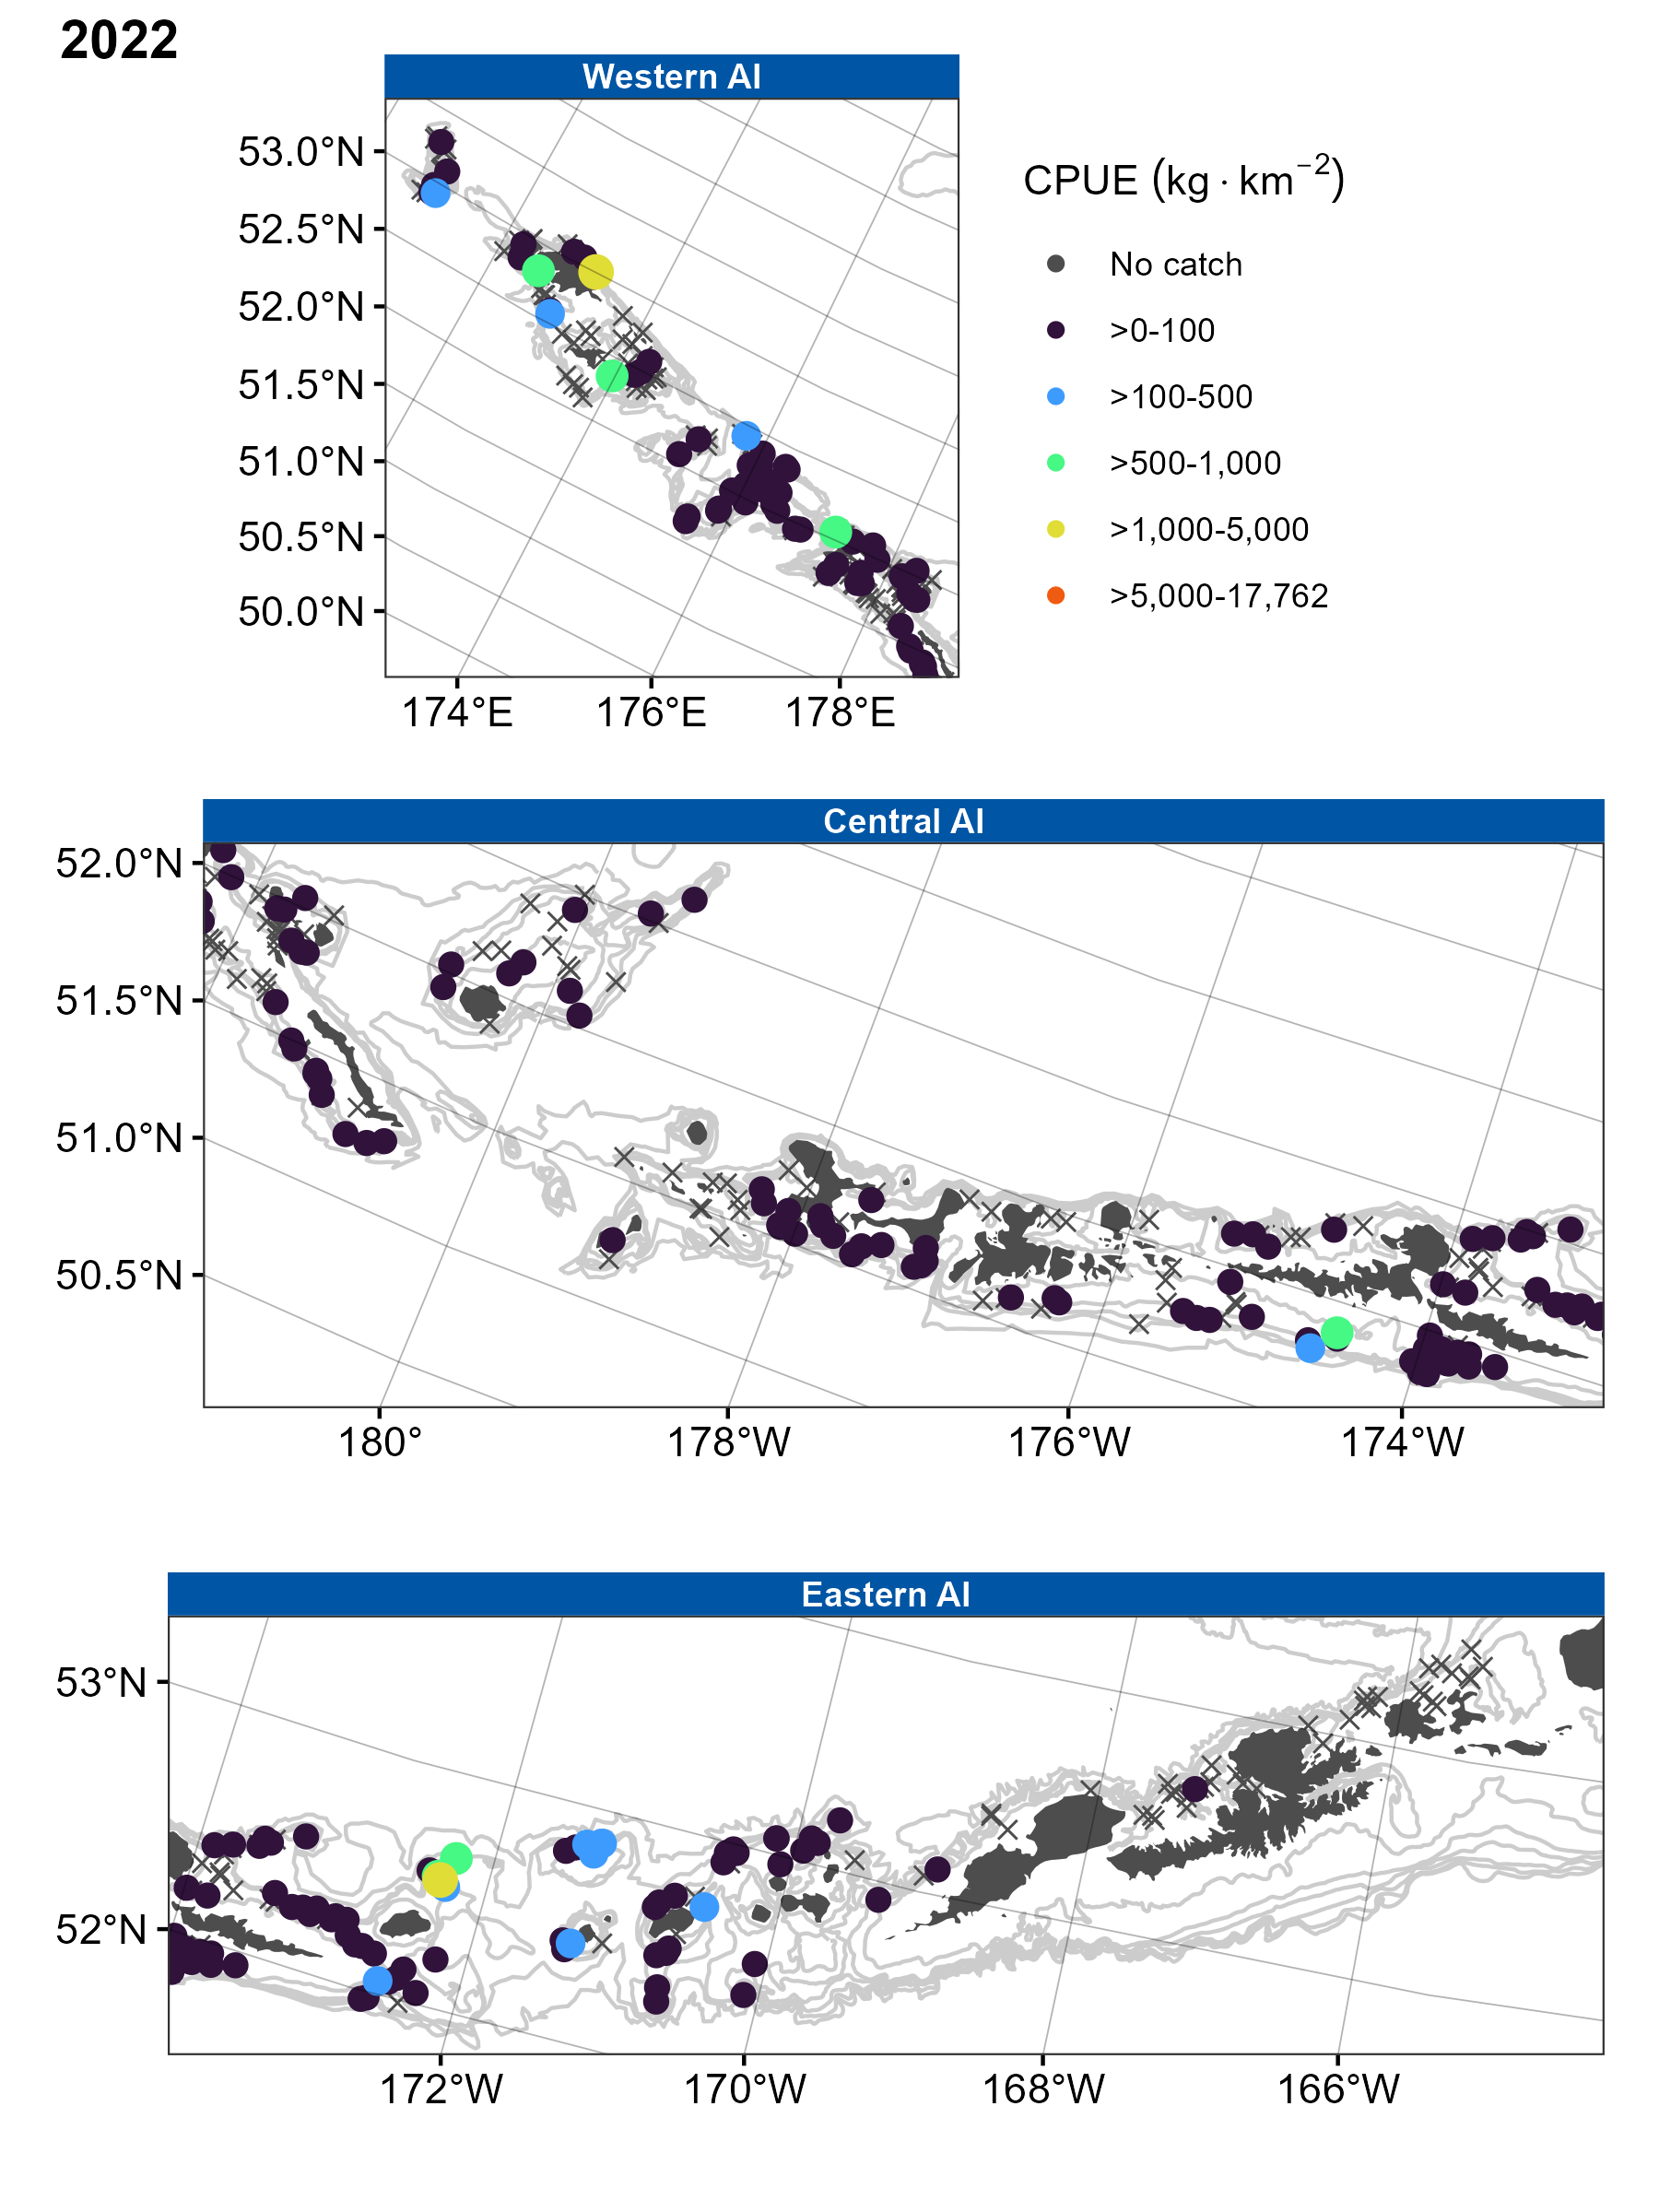 2022
Western AI
53.0°N
52.5°N
52.0°N
51.5°N
51.0°N
50.5°N
50.0°N
174°E 176°E 178°E
CPUE (kg · km⁻²)
No catch
>0-100
>100-500
>500-1,000
>1,000-5,000
>5,000-17,762
Central AI
52.0°N
51.5°N
51.0°N
50.5°N
180° 178°W 176°W 174°W
Eastern AI
53°N
52°N
172°W 170°W 168°W 166°W